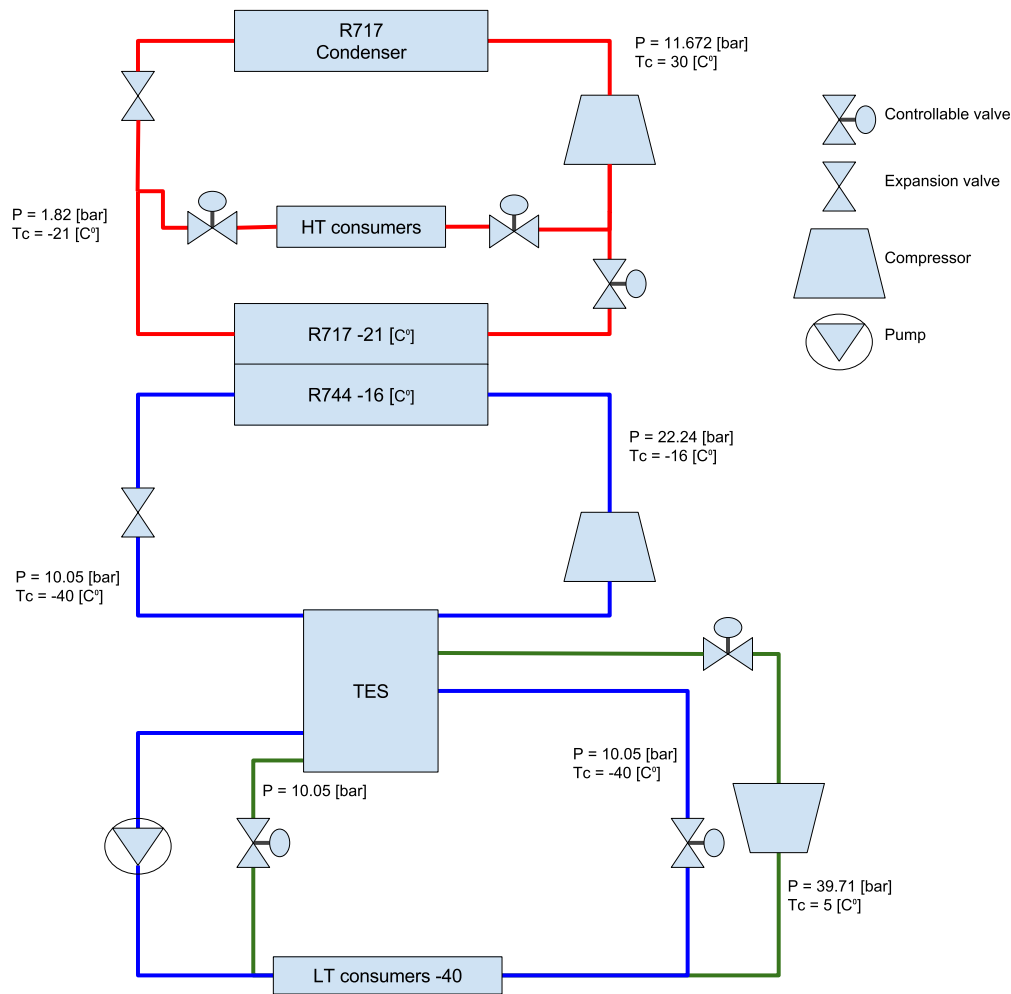 R717
Condenser
P = 11.672 [bar]
Tc = 30 [C⁰]
Controllable valve
Expansion valve
P = 1.82 [bar]
Tc = -21 [C⁰]
HT consumers
Compressor
R717 -21 [C⁰]
Pump
R744 -16 [C⁰]
P = 22.24 [bar]
Tc = -16 [C⁰]
P = 10.05 [bar]
Tc = -40 [C⁰]
TES
P = 10.05 [bar]
Tc = -40 [C⁰]
P = 10.05 [bar]
P = 39.71 [bar]
Tc = 5 [C⁰]
LT consumers -40